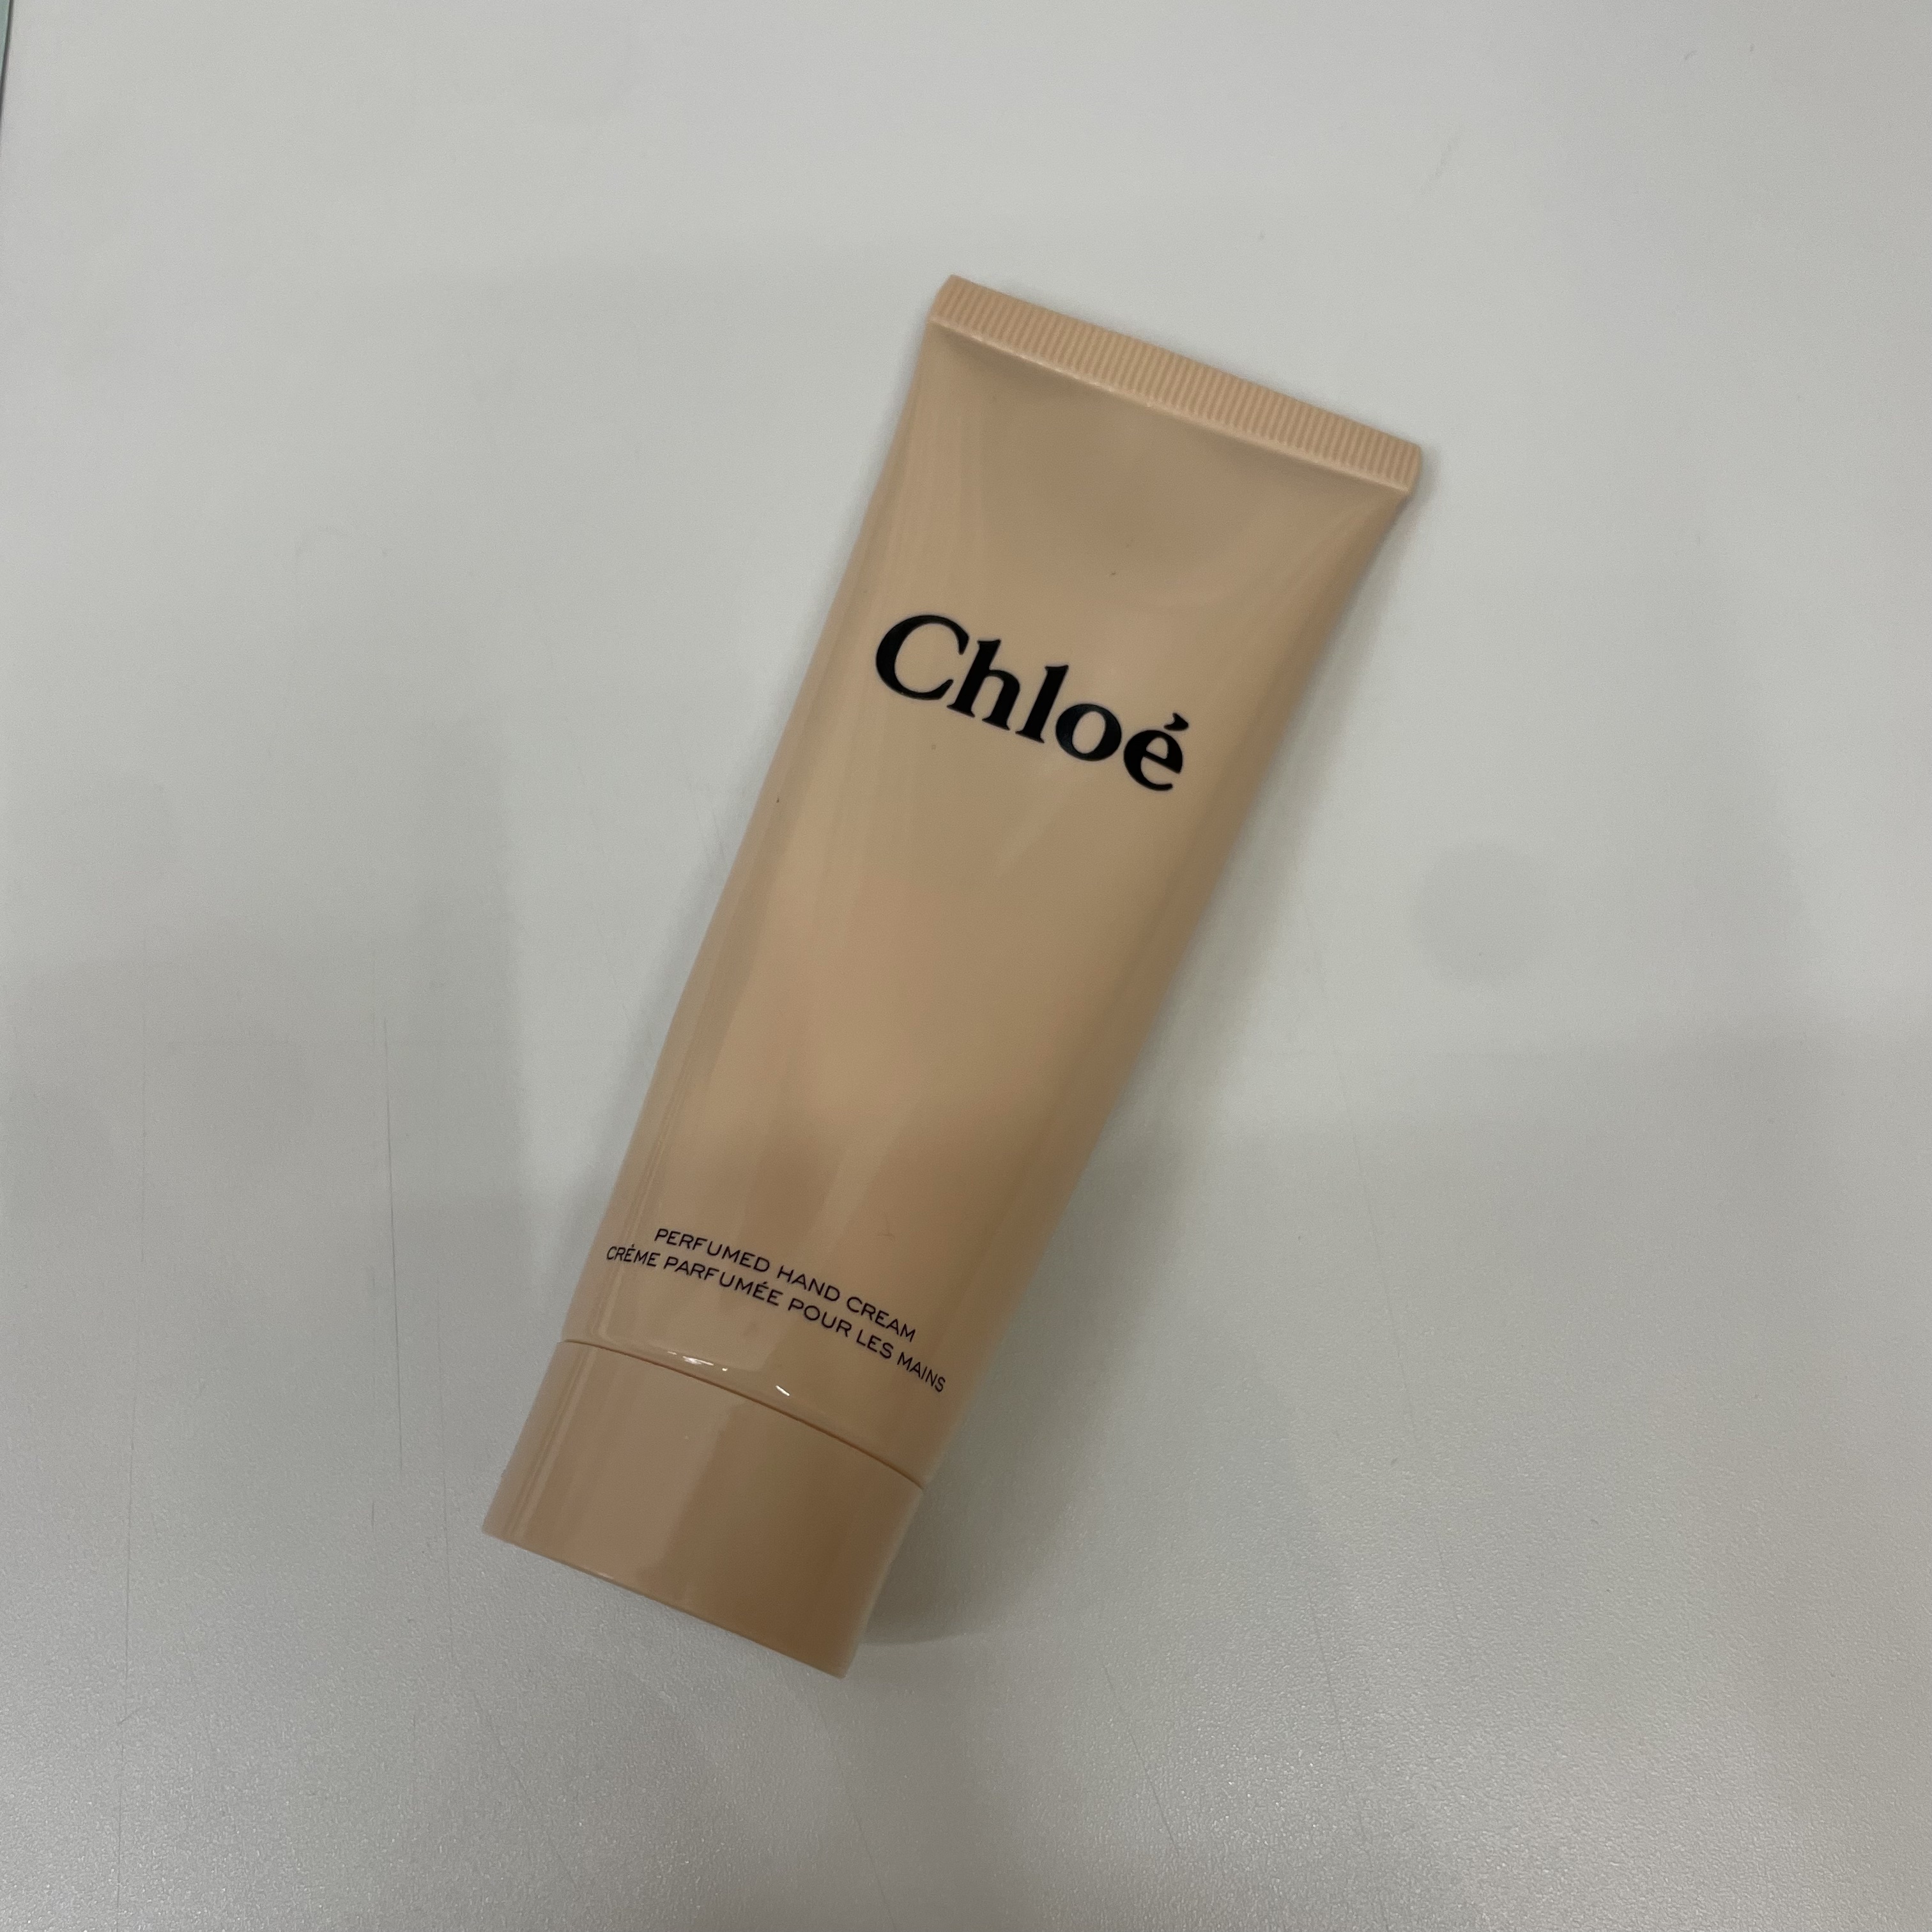 Chloé
PERFUMED HAND CREAM
CRÈME PARFUMÉE POUR LES MAINS